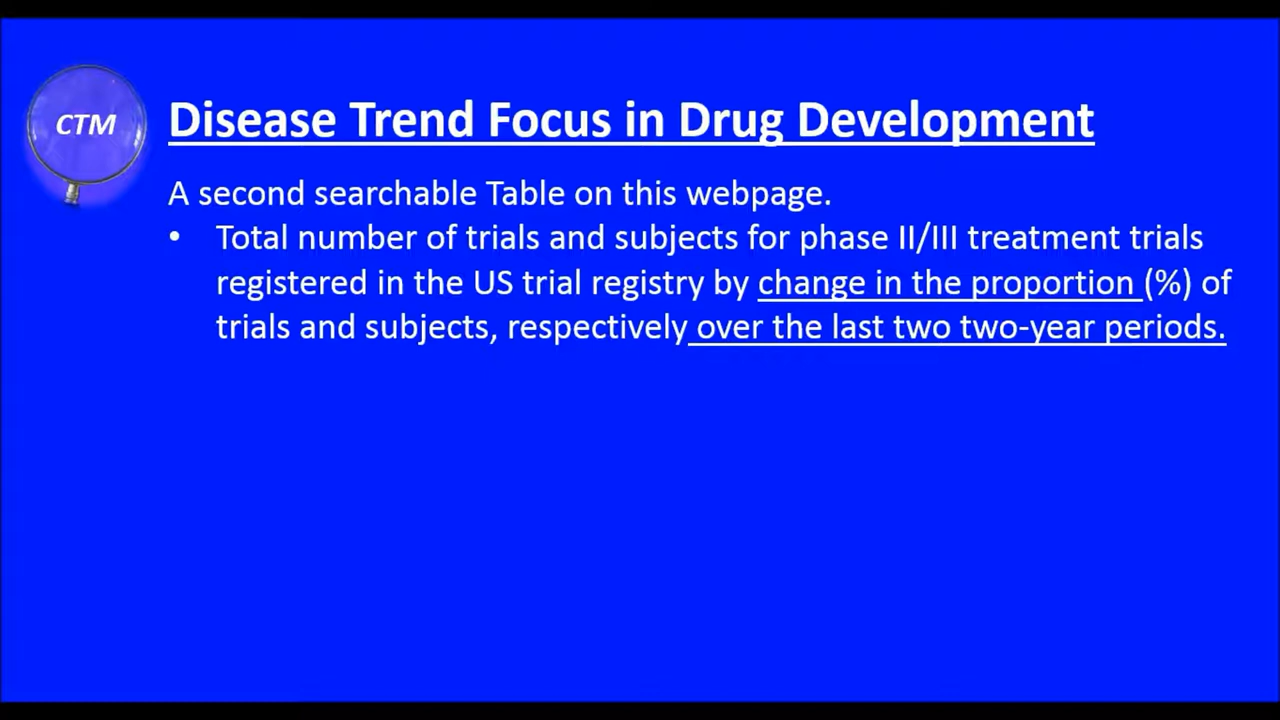 CTM
Disease Trend Focus in Drug Development
A second searchable Table on this webpage.
• Total number of trials and subjects for phase II/III treatment trials
registered in the US trial registry by change in the proportion (%) of
trials and subjects, respectively over the last two two-year periods.